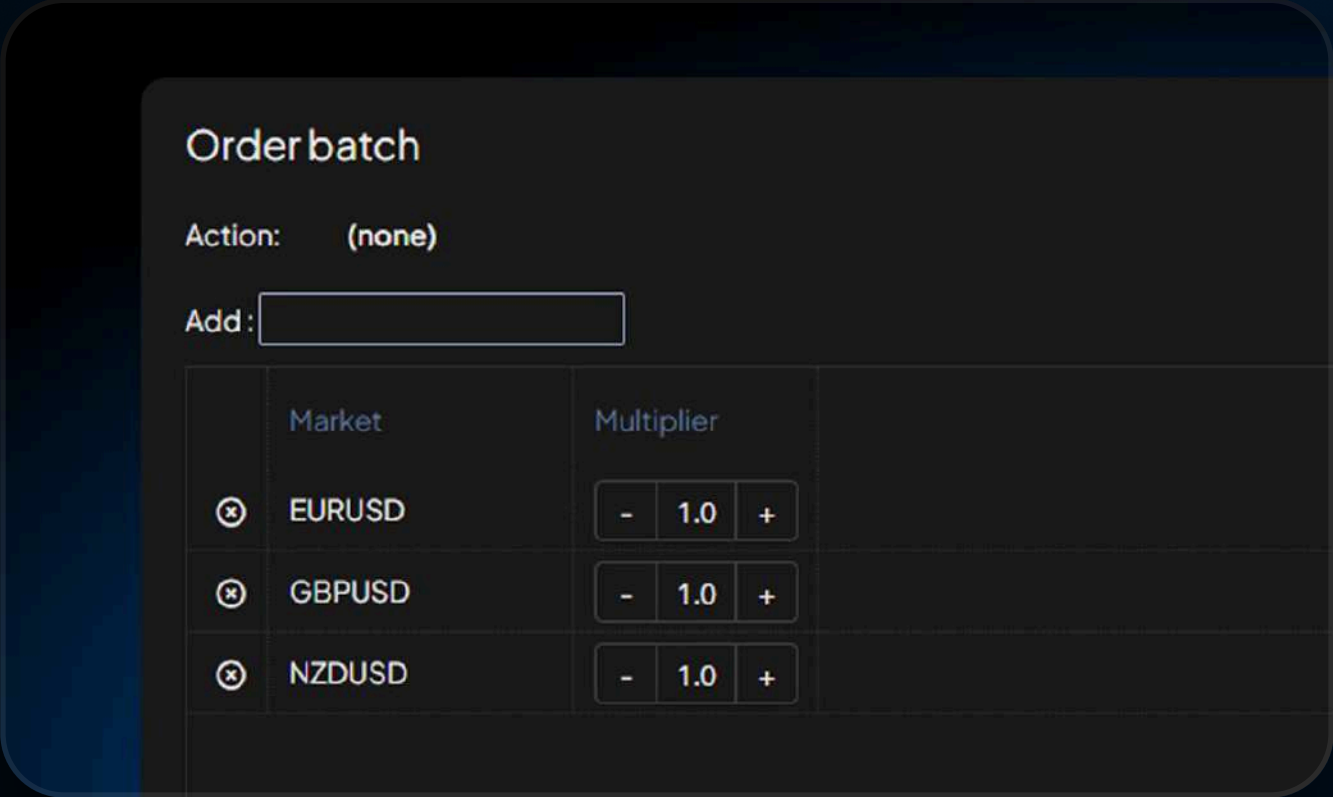 Order batch
Action: (none)
Add :
Market Multiplier
EURUSD - 1.0 +
GBPUSD - 1.0 +
NZDUSD - 1.0 +